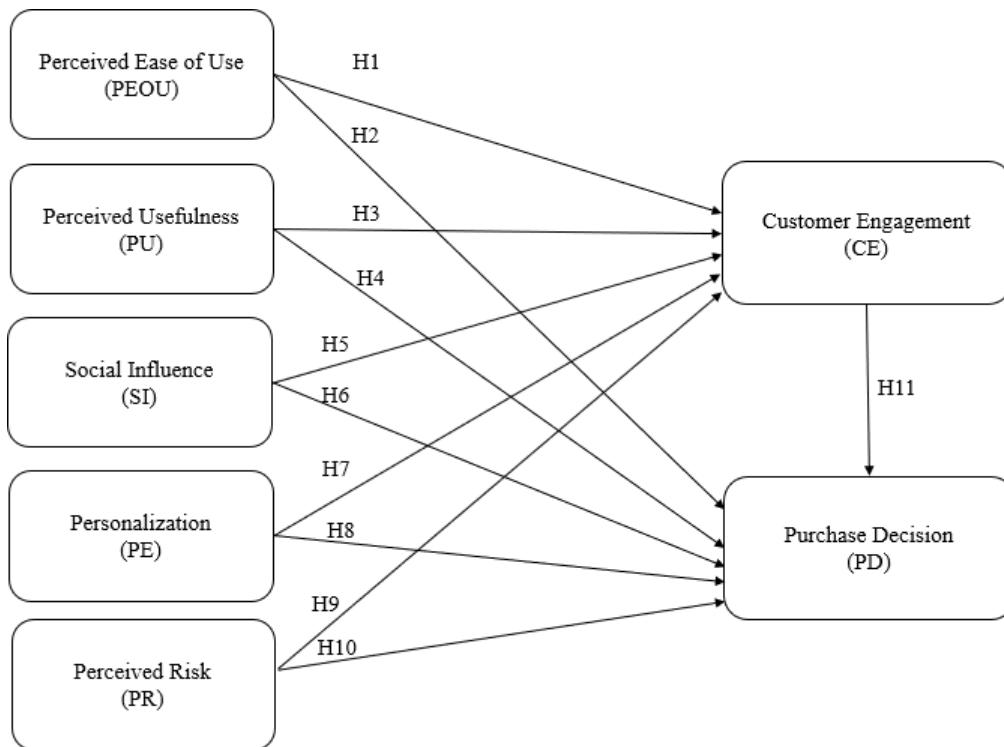 Perceived Ease of Use
(PEOU)
H1
H2
Perceived Usefulness
(PU)
H3
H4
Customer Engagement
(CE)
Social Influence
(SI)
H5
H6
H11
Personalization
(PE)
H7
H8
Purchase Decision
(PD)
Perceived Risk
(PR)
H9
H10